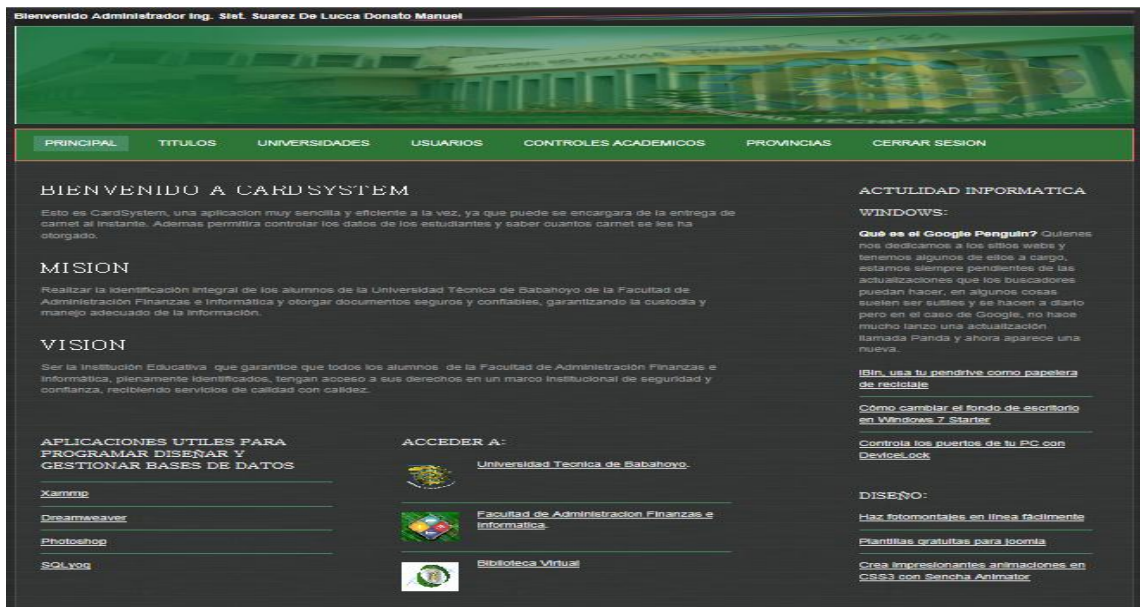 Bienvenido Administrador Ing. Sist. Suarez De Lucca Donato Manuel
UNIVERSIDAD TECNICA DE BABAHOYO
PRINCIPAL TITULOS UNIVERSIDADES USUARIOS CONTROLES ACADEMICOS PROVINCIAS CERRAR SESION
BIENVENIDO A CARDSYSTEM
Esto es CardSystem, una aplicacion muy sencilla y eficiente a la vez, ya que puede se encargara de la entrega de
carnet al instante. Ademas permitira controlar los datos de los estudiantes y saber cuantos carnet se les ha
otorgado.
MISION
Realizar la identificación integral de los alumnos de la Universidad Técnica de Babahoyo de la Facultad de
Administración Finanzas e Informática y otorgar documentos seguros y confiables, garantizando la custodia y
manejo adecuado de la información.
VISION
Ser la Institución Educativa que garantice que todos los alumnos de la Facultad de Administración Finanzas e
Informática, plenamente identificados, tengan acceso a sus derechos en un marco institucional de seguridad y
confianza, recibiendo servicios de calidad con calidez.
APLICACIONES UTILES PARA
PROGRAMAR DISEÑAR Y
GESTIONAR BASES DE DATOS
Xammp
Dreamweaver
Photoshop
SQLyog
ACCEDER A:
Universidad Tecnica de Babahoyo.
Facultad de Administracion Finanzas e
Informatica.
Biblioteca Virtual
ACTULIDAD INFORMATICA
WINDOWS:
Qué es el Google Penguin? Quienes
nos dedicamos a los sitios webs y
tenemos algunos de ellos a cargo,
estamos siempre pendientes de las
actualizaciones que los buscadores
puedan hacer, en algunos cosas
suelen ser sutiles y se hacen a diario
pero en el caso de Google, no hace
mucho lanzo una actualización
llamada Panda y ahora aparece una
nueva.
iBin, usa tu pendrive como papelera
de reciclaje
Cómo cambiar el fondo de escritorio
en Windows 7 Starter
Controla los puertos de tu PC con
DeviceLock
DISEÑO:
Haz fotomontajes en línea fácilmente
Plantillas gratuitas para joomla
Crea impresionantes animaciones en
CSS3 con Sencha Animator